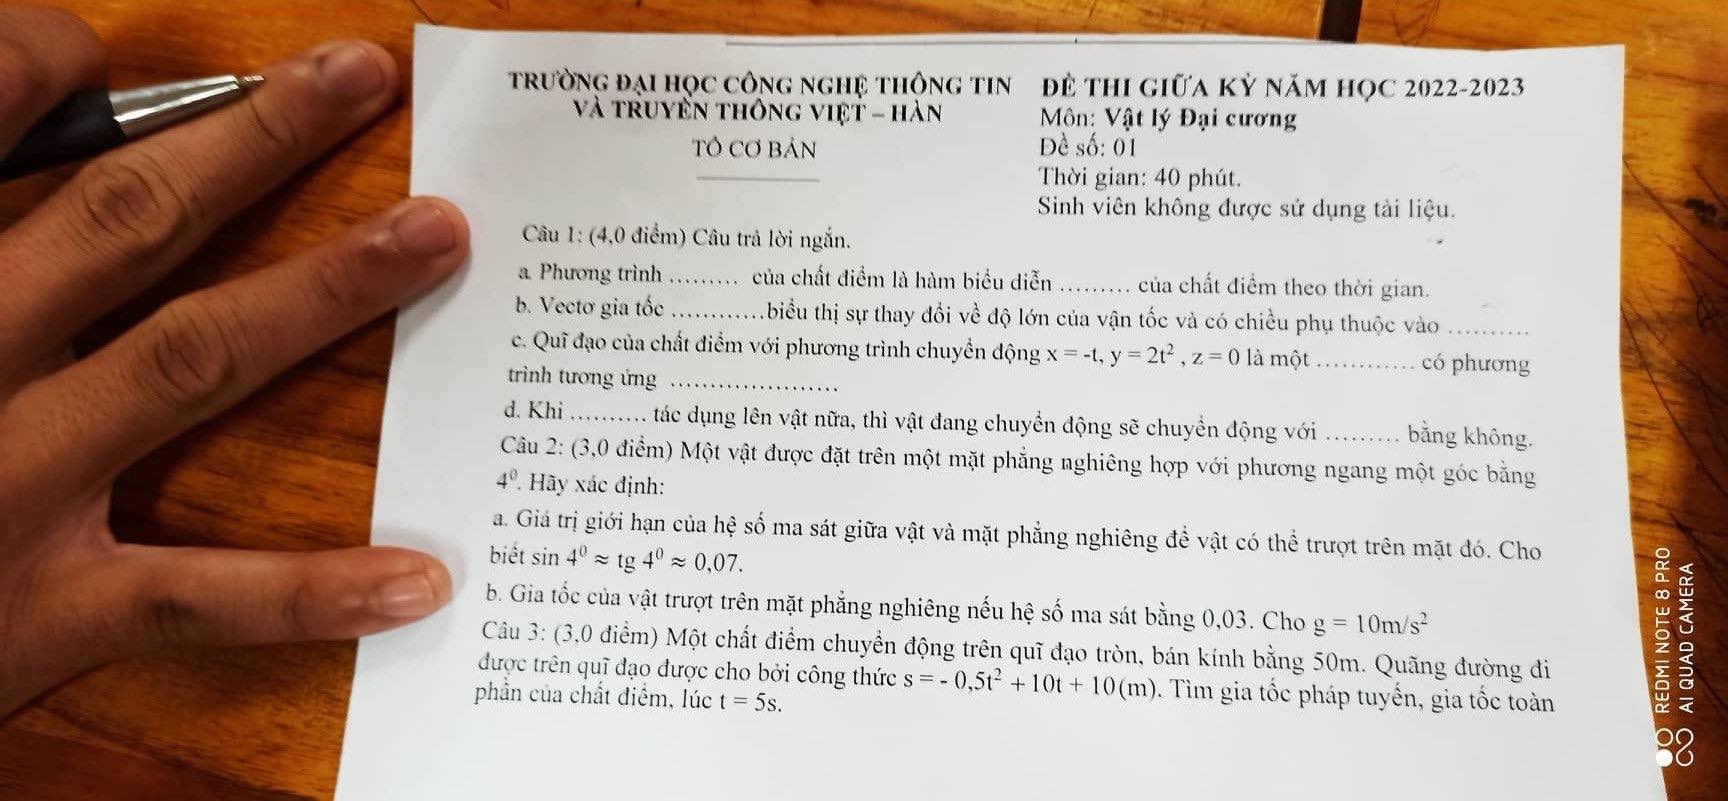 TRƯỜNG ĐẠI HỌC CÔNG NGHỆ THÔNG TIN
VÀ TRUYỀN THÔNG VIỆT – HÀN
TỔ CƠ BẢN
ĐỀ THI GIỮA KỲ NĂM HỌC 2022-2023
Môn: Vật lý Đại cương
Đề số: 01
Thời gian: 40 phút.
Sinh viên không được sử dụng tài liệu.
Câu 1: (4,0 điểm) Câu trả lời ngắn.
a. Phương trình ......... của chất điểm là hàm biểu diễn ......... của chất điểm theo thời gian.
b. Vectơ gia tốc ............biểu thị sự thay đổi về độ lớn của vận tốc và có chiều phụ thuộc vào ..........
c. Quĩ đạo của chất điểm với phương trình chuyển động x = -t, y = 2t² , z = 0 là một ............ có phương
trình tương ứng .....................
d. Khi .......... tác dụng lên vật nữa, thì vật đang chuyển động sẽ chuyển động với ......... bằng không.
Câu 2: (3,0 điểm) Một vật được đặt trên một mặt phẳng nghiêng hợp với phương ngang một góc bằng
4⁰. Hãy xác định:
a. Giá trị giới hạn của hệ số ma sát giữa vật và mặt phẳng nghiêng để vật có thể trượt trên mặt đó. Cho
biết sin 4⁰ ≈ tg 4⁰ ≈ 0,07.
b. Gia tốc của vật trượt trên mặt phẳng nghiêng nếu hệ số ma sát bằng 0,03. Cho g = 10m/s²
Câu 3: (3,0 điểm) Một chất điểm chuyển động trên quĩ đạo tròn, bán kính bằng 50m. Quãng đường đi
được trên quĩ đạo được cho bởi công thức s = - 0,5t² + 10t + 10(m). Tìm gia tốc pháp tuyến, gia tốc toàn
phần của chất điểm, lúc t = 5s.
REDMI NOTE 8 PRO
AI QUAD CAMERA